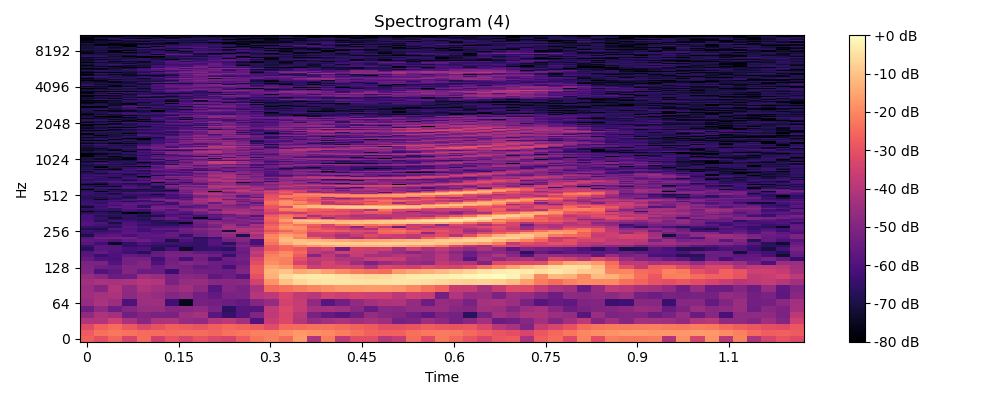 Spectrogram (4)
8192
4096
2048
1024
512
256
128
64
0
Hz
0 0.15 0.3 0.45 0.6 0.75 0.9 1.1
Time
+0 dB
-10 dB
-20 dB
-30 dB
-40 dB
-50 dB
-60 dB
-70 dB
-80 dB